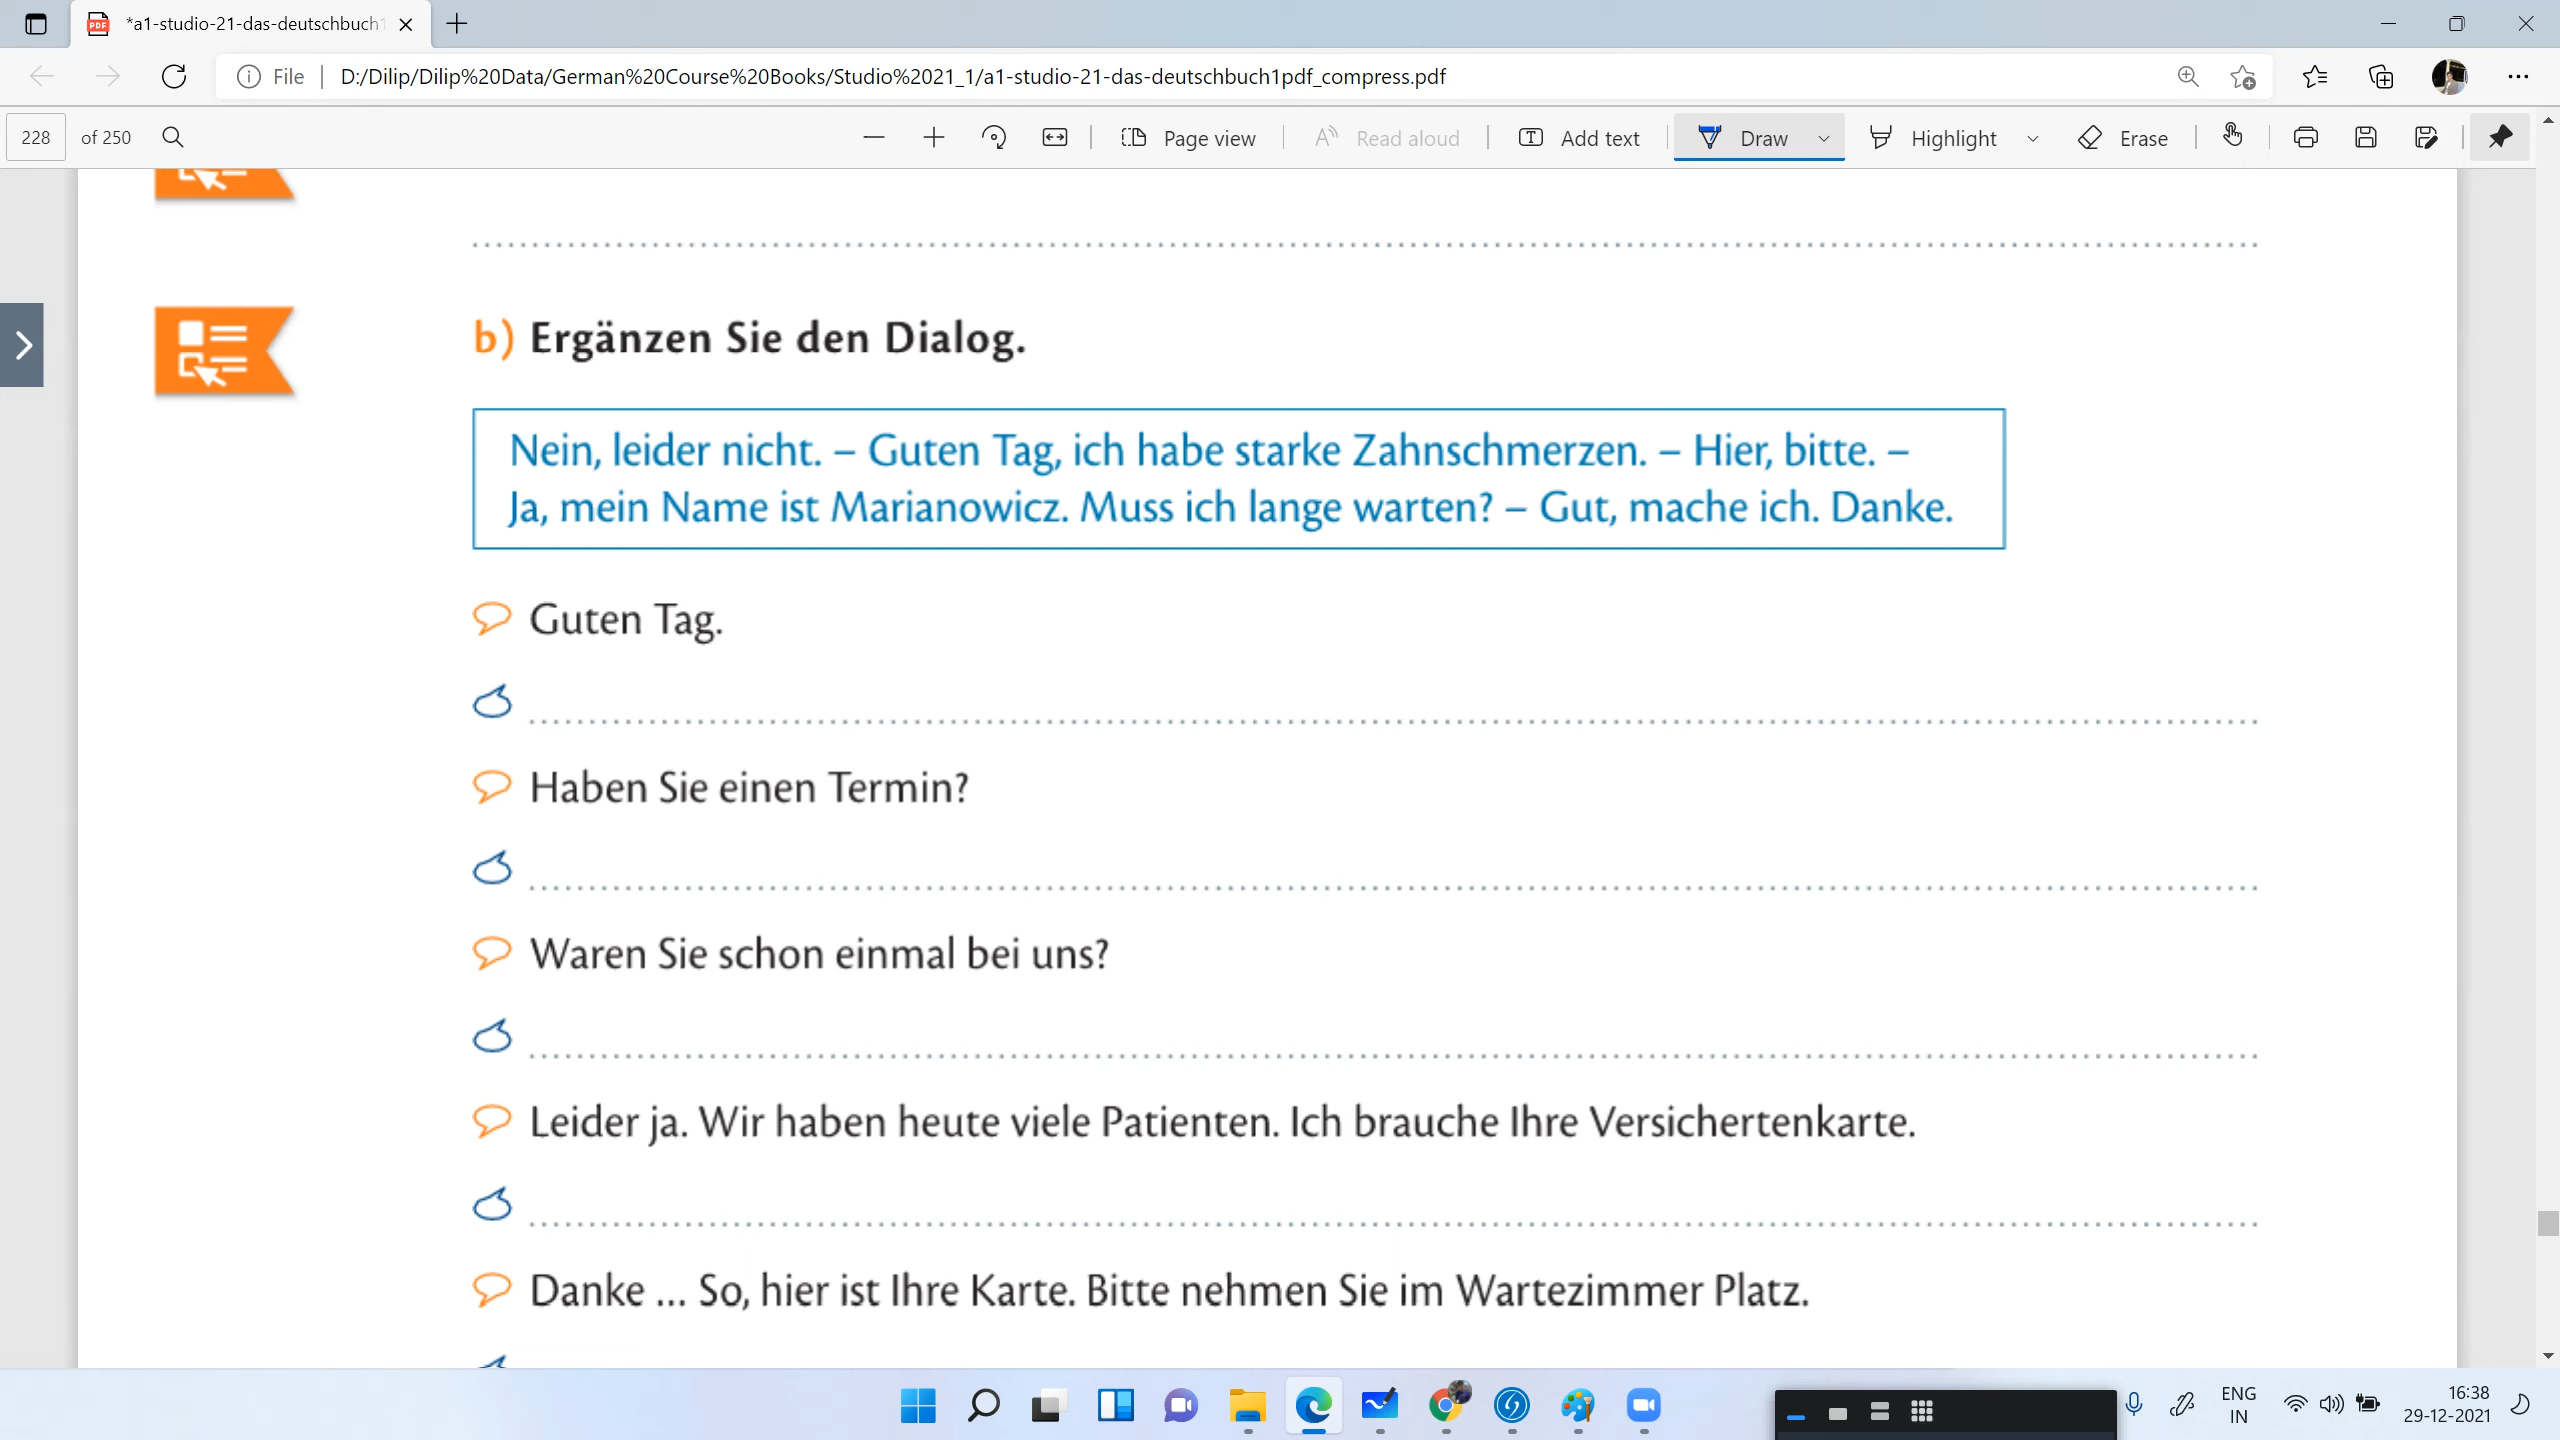 *a1-studio-21-das-deutschbuch1
File
D:/Dilip/Dilip%20Data/German%20Course%20Books/Studio%2021_1/a1-studio-21-das-deutschbuch1pdf_compress.pdf
228 of 250
Page view
Read aloud
Add text
Draw
Highlight
Erase
b) Ergänzen Sie den Dialog.
Nein, leider nicht. – Guten Tag, ich habe starke Zahnschmerzen. – Hier, bitte. –
Ja, mein Name ist Marianowicz. Muss ich lange warten? – Gut, mache ich. Danke.
Guten Tag.
Haben Sie einen Termin?
Waren Sie schon einmal bei uns?
Leider ja. Wir haben heute viele Patienten. Ich brauche Ihre Versichertenkarte.
Danke ... So, hier ist Ihre Karte. Bitte nehmen Sie im Wartezimmer Platz.
ENG
IN
16:38
29-12-2021